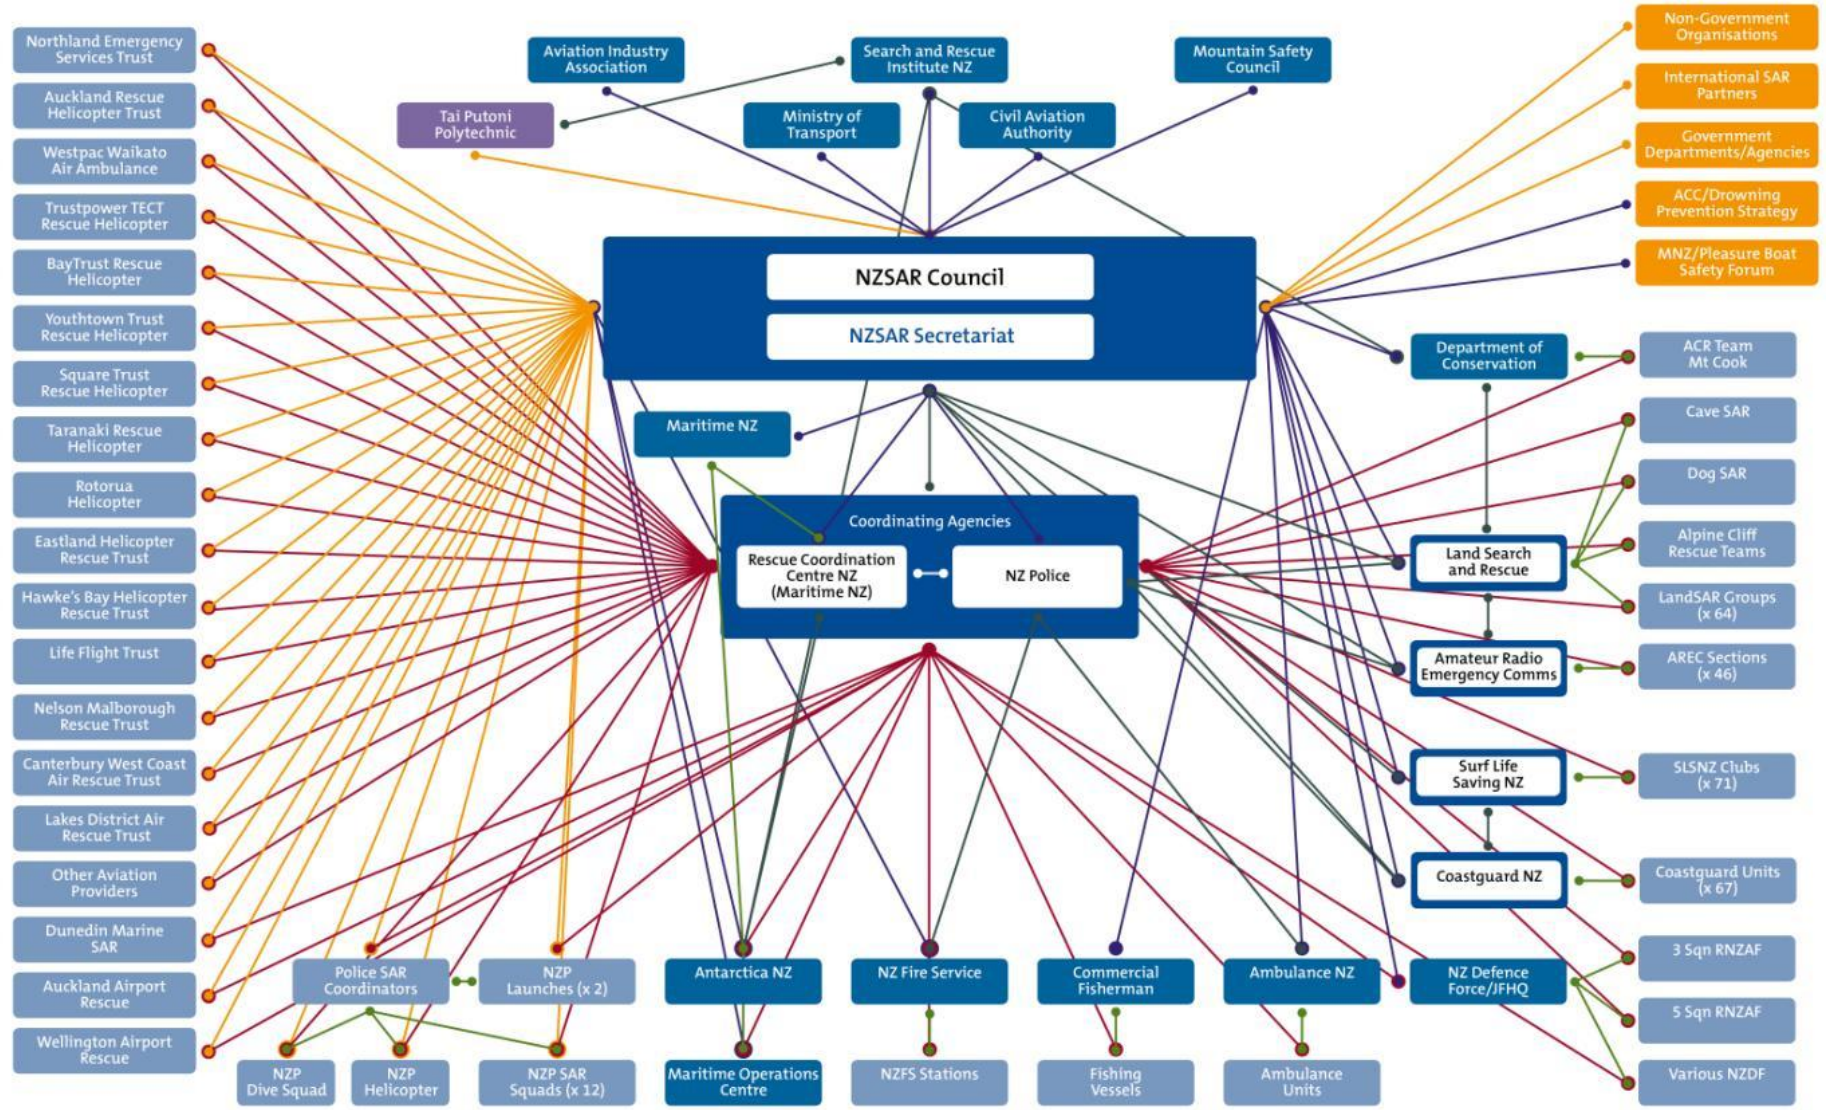 Northland Emergency
Services Trust
Auckland Rescue
Helicopter Trust
Westpac Waikato
Air Ambulance
Trustpower TECT
Rescue Helicopter
BayTrust Rescue
Helicopter
Youthtown Trust
Rescue Helicopter
Square Trust
Rescue Helicopter
Taranaki Rescue
Helicopter
Rotorua
Helicopter
Eastland Helicopter
Rescue Trust
Hawke's Bay Helicopter
Rescue Trust
Life Flight Trust
Nelson Malborough
Rescue Trust
Canterbury West Coast
Air Rescue Trust
Lakes District Air
Rescue Trust
Other Aviation
Providers
Dunedin Marine
SAR
Auckland Airport
Rescue
Wellington Airport
Rescue
Aviation Industry
Association
Search and Rescue
Institute NZ
Mountain Safety
Council
Tai Putoni
Polytechnic
Ministry of
Transport
Civil Aviation
Authority
NZSAR Council
NZSAR Secretariat
Maritime NZ
Coordinating Agencies
Rescue Coordination
Centre NZ
(Maritime NZ)
NZ Police
Non-Government
Organisations
International SAR
Partners
Government
Departments/Agencies
ACC/Drowning
Prevention Strategy
MNZ/Pleasure Boat
Safety Forum
Department of
Conservation
ACR Team
Mt Cook
Cave SAR
Dog SAR
Land Search
and Rescue
Alpine Cliff
Rescue Teams
LandSAR Groups
(x 64)
Amateur Radio
Emergency Comms
AREC Sections
(x 46)
Surf Life
Saving NZ
SLSNZ Clubs
(x 71)
Coastguard NZ
Coastguard Units
(x 67)
3 Sqn RNZAF
5 Sqn RNZAF
Various NZDF
Police SAR
Coordinators
NZP
Launches (x 2)
Antarctica NZ
NZ Fire Service
Commercial
Fisherman
Ambulance NZ
NZ Defence
Force/JFHQ
NZP
Dive Squad
NZP
Helicopter
NZP SAR
Squads (x 12)
Maritime Operations
Centre
NZFS Stations
Fishing
Vessels
Ambulance
Units